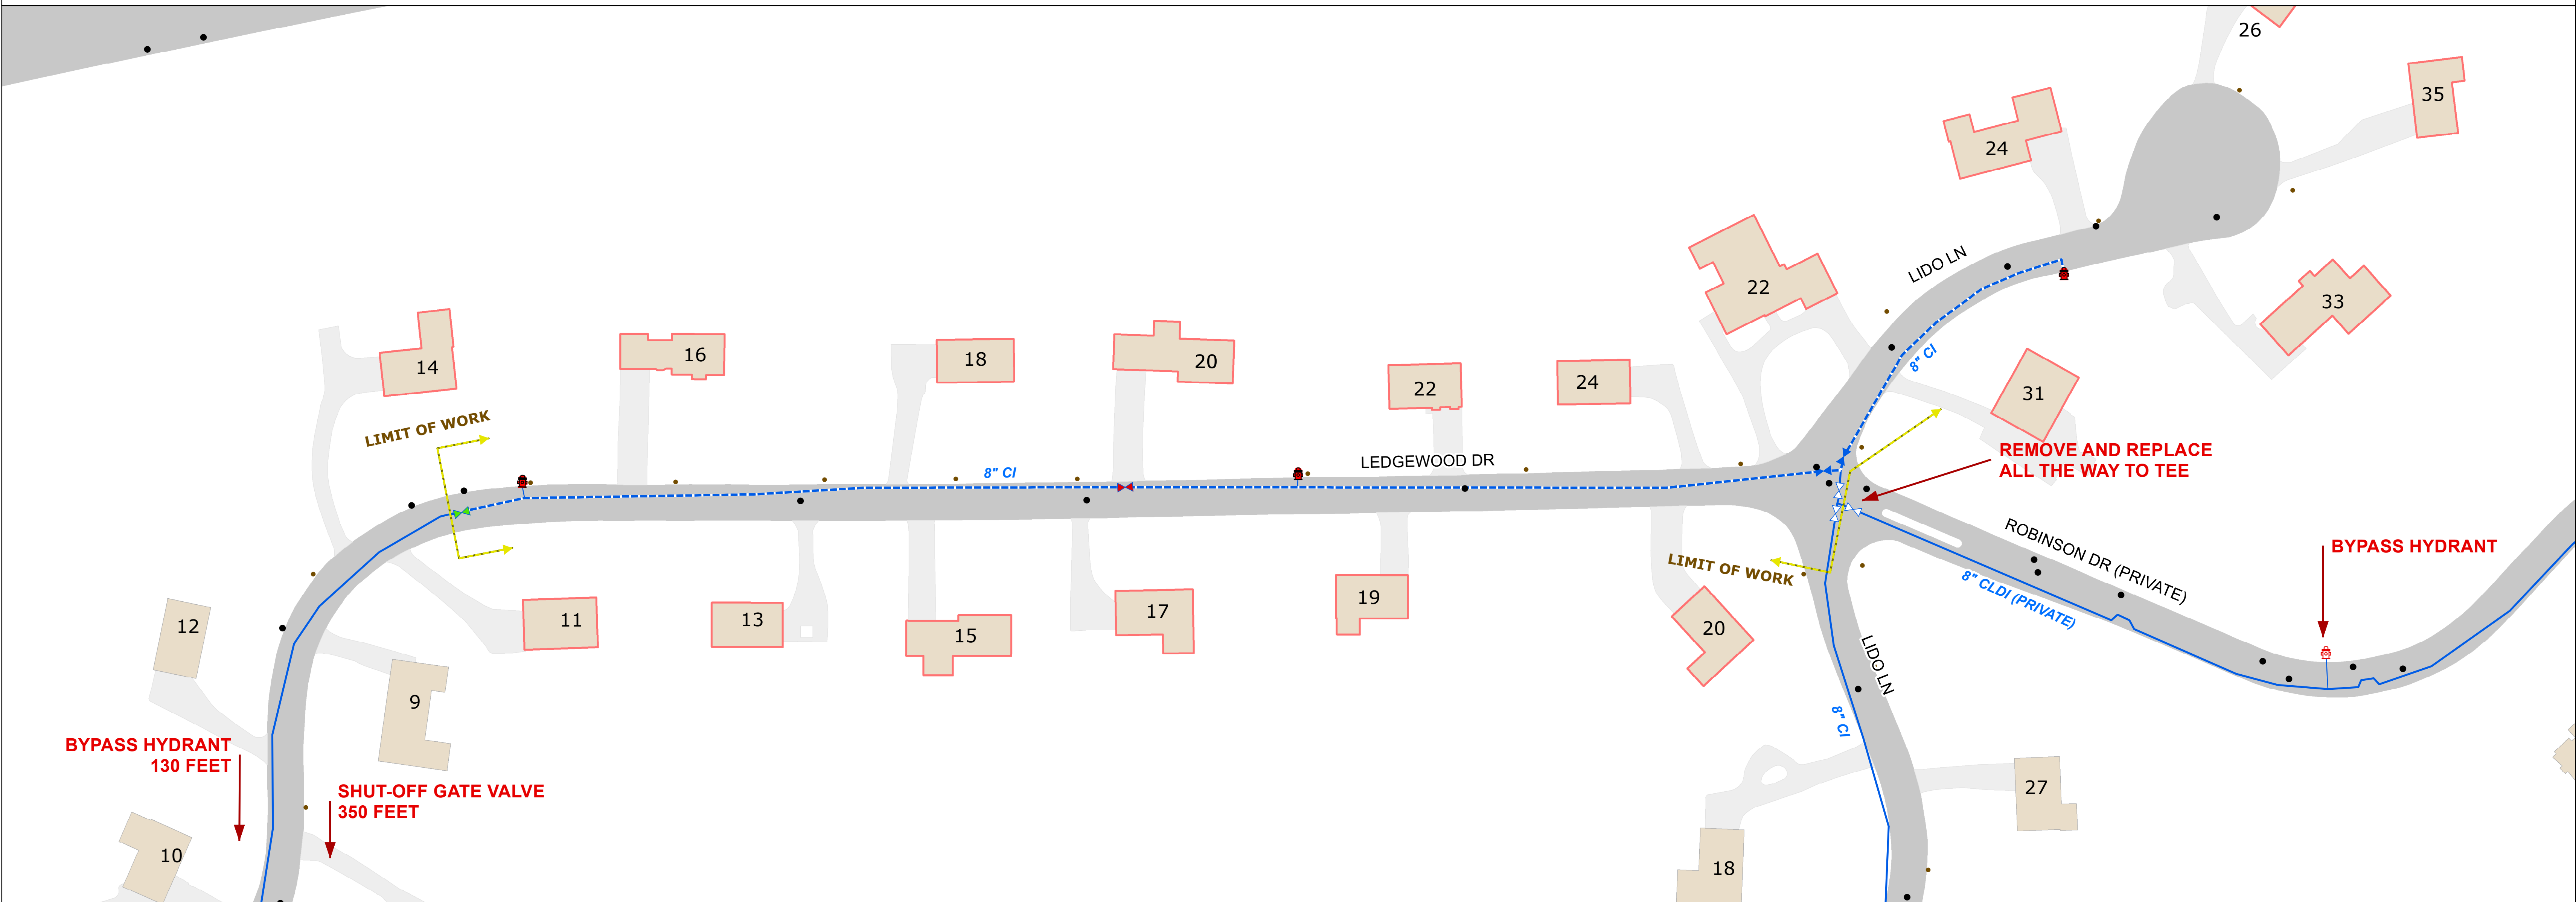 26
35
24
LIDO LN
22
33
8" CI
14
16
18
20
22
24
31
LIMIT OF WORK
8" CI
LEDGEWOOD DR
REMOVE AND REPLACE
ALL THE WAY TO TEE
ROBINSON DR (PRIVATE)
BYPASS HYDRANT
LIMIT OF WORK
8" CLDI (PRIVATE)
12
11
13
15
17
19
20
LIDO LN
9
8" CI
BYPASS HYDRANT
130 FEET
SHUT-OFF GATE VALVE
350 FEET
27
10
18